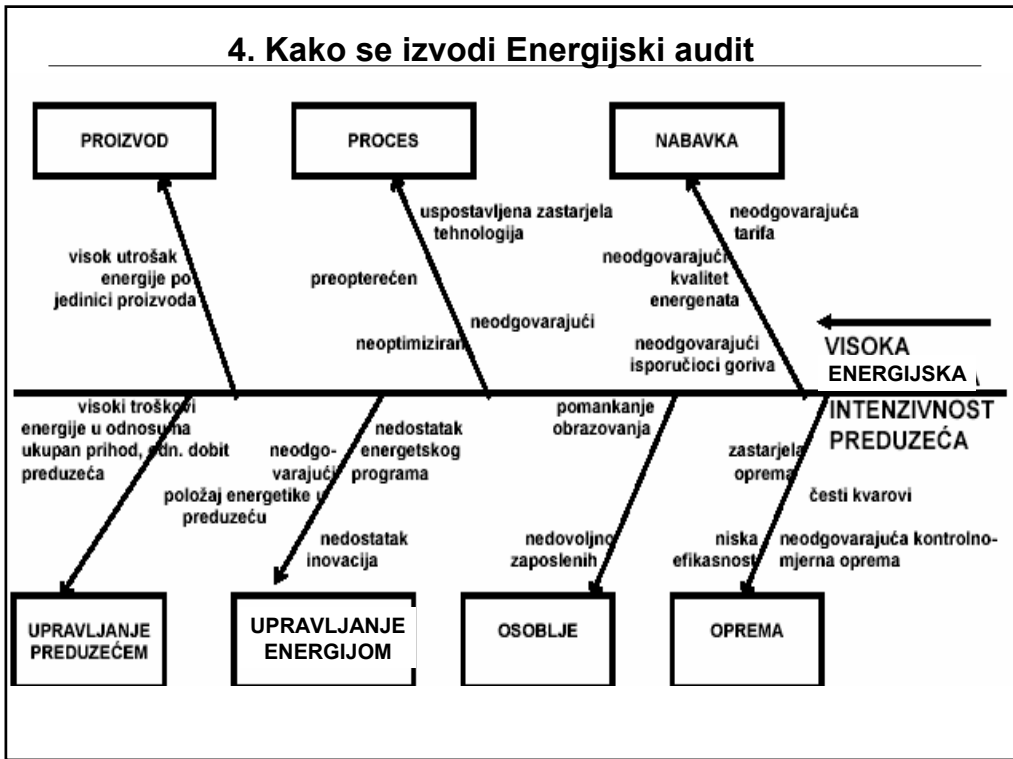 4. Kako se izvodi Energijski audit
PROIZVOD
PROCES
NABAVKA
visok utrošak
energije po
jedinici proizvoda
uspostavljena zastarjela
tehnologija
preopterećen
neodgovarajući
neoptimiziran
neodgovarajuća
tarifa
neodgovarajući
kvalitet
energenata
neodgovarajući
isporučioci goriva
VISOKA
ENERGIJSKA
INTENZIVNOST
PREDUZEĆA
visoki troškovi
energije u odnosu na
ukupan prihod, odn. dobit
preduzeća
nedostatak
energetskog
programa
neodgo-
varajući
položaj energetike u
preduzeću
nedostatak
inovacija
pomankanje
obrazovanja
nedovoljno
zaposlenih
zastarjela
oprema
česti kvarovi
niska
efikasnost
neodgovarajuća kontrolno-
mjerna oprema
UPRAVLJANJE
PREDUZEĆEM
UPRAVLJANJE
ENERGIJOM
OSOBLJE
OPREMA